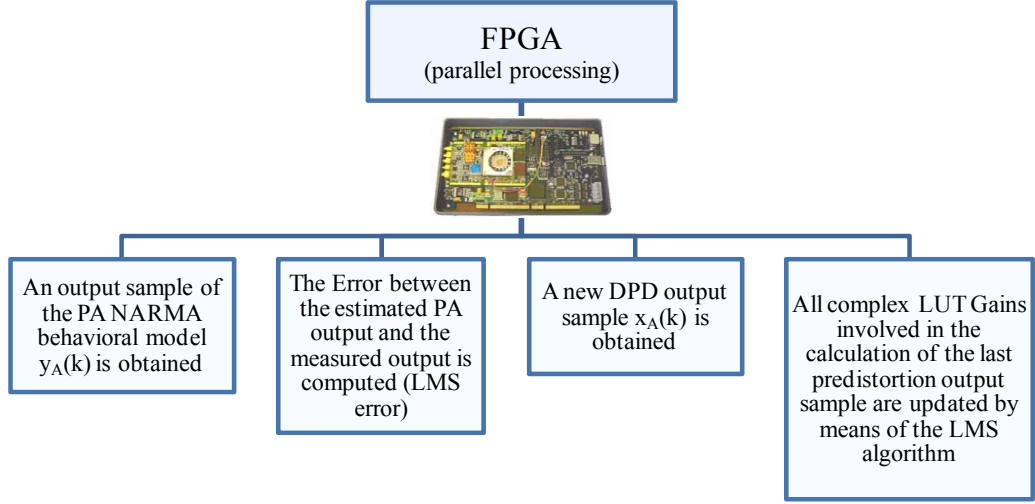 FPGA
(parallel processing)
An output sample of
the PA NARMA
behavioral model
y_A(k) is obtained
The Error between
the estimated PA
output and the
measured output is
computed (LMS
error)
A new DPD output
sample x_A(k) is
obtained
All complex LUT Gains
involved in the
calculation of the last
predistortion output
sample are updated by
means of the LMS
algorithm